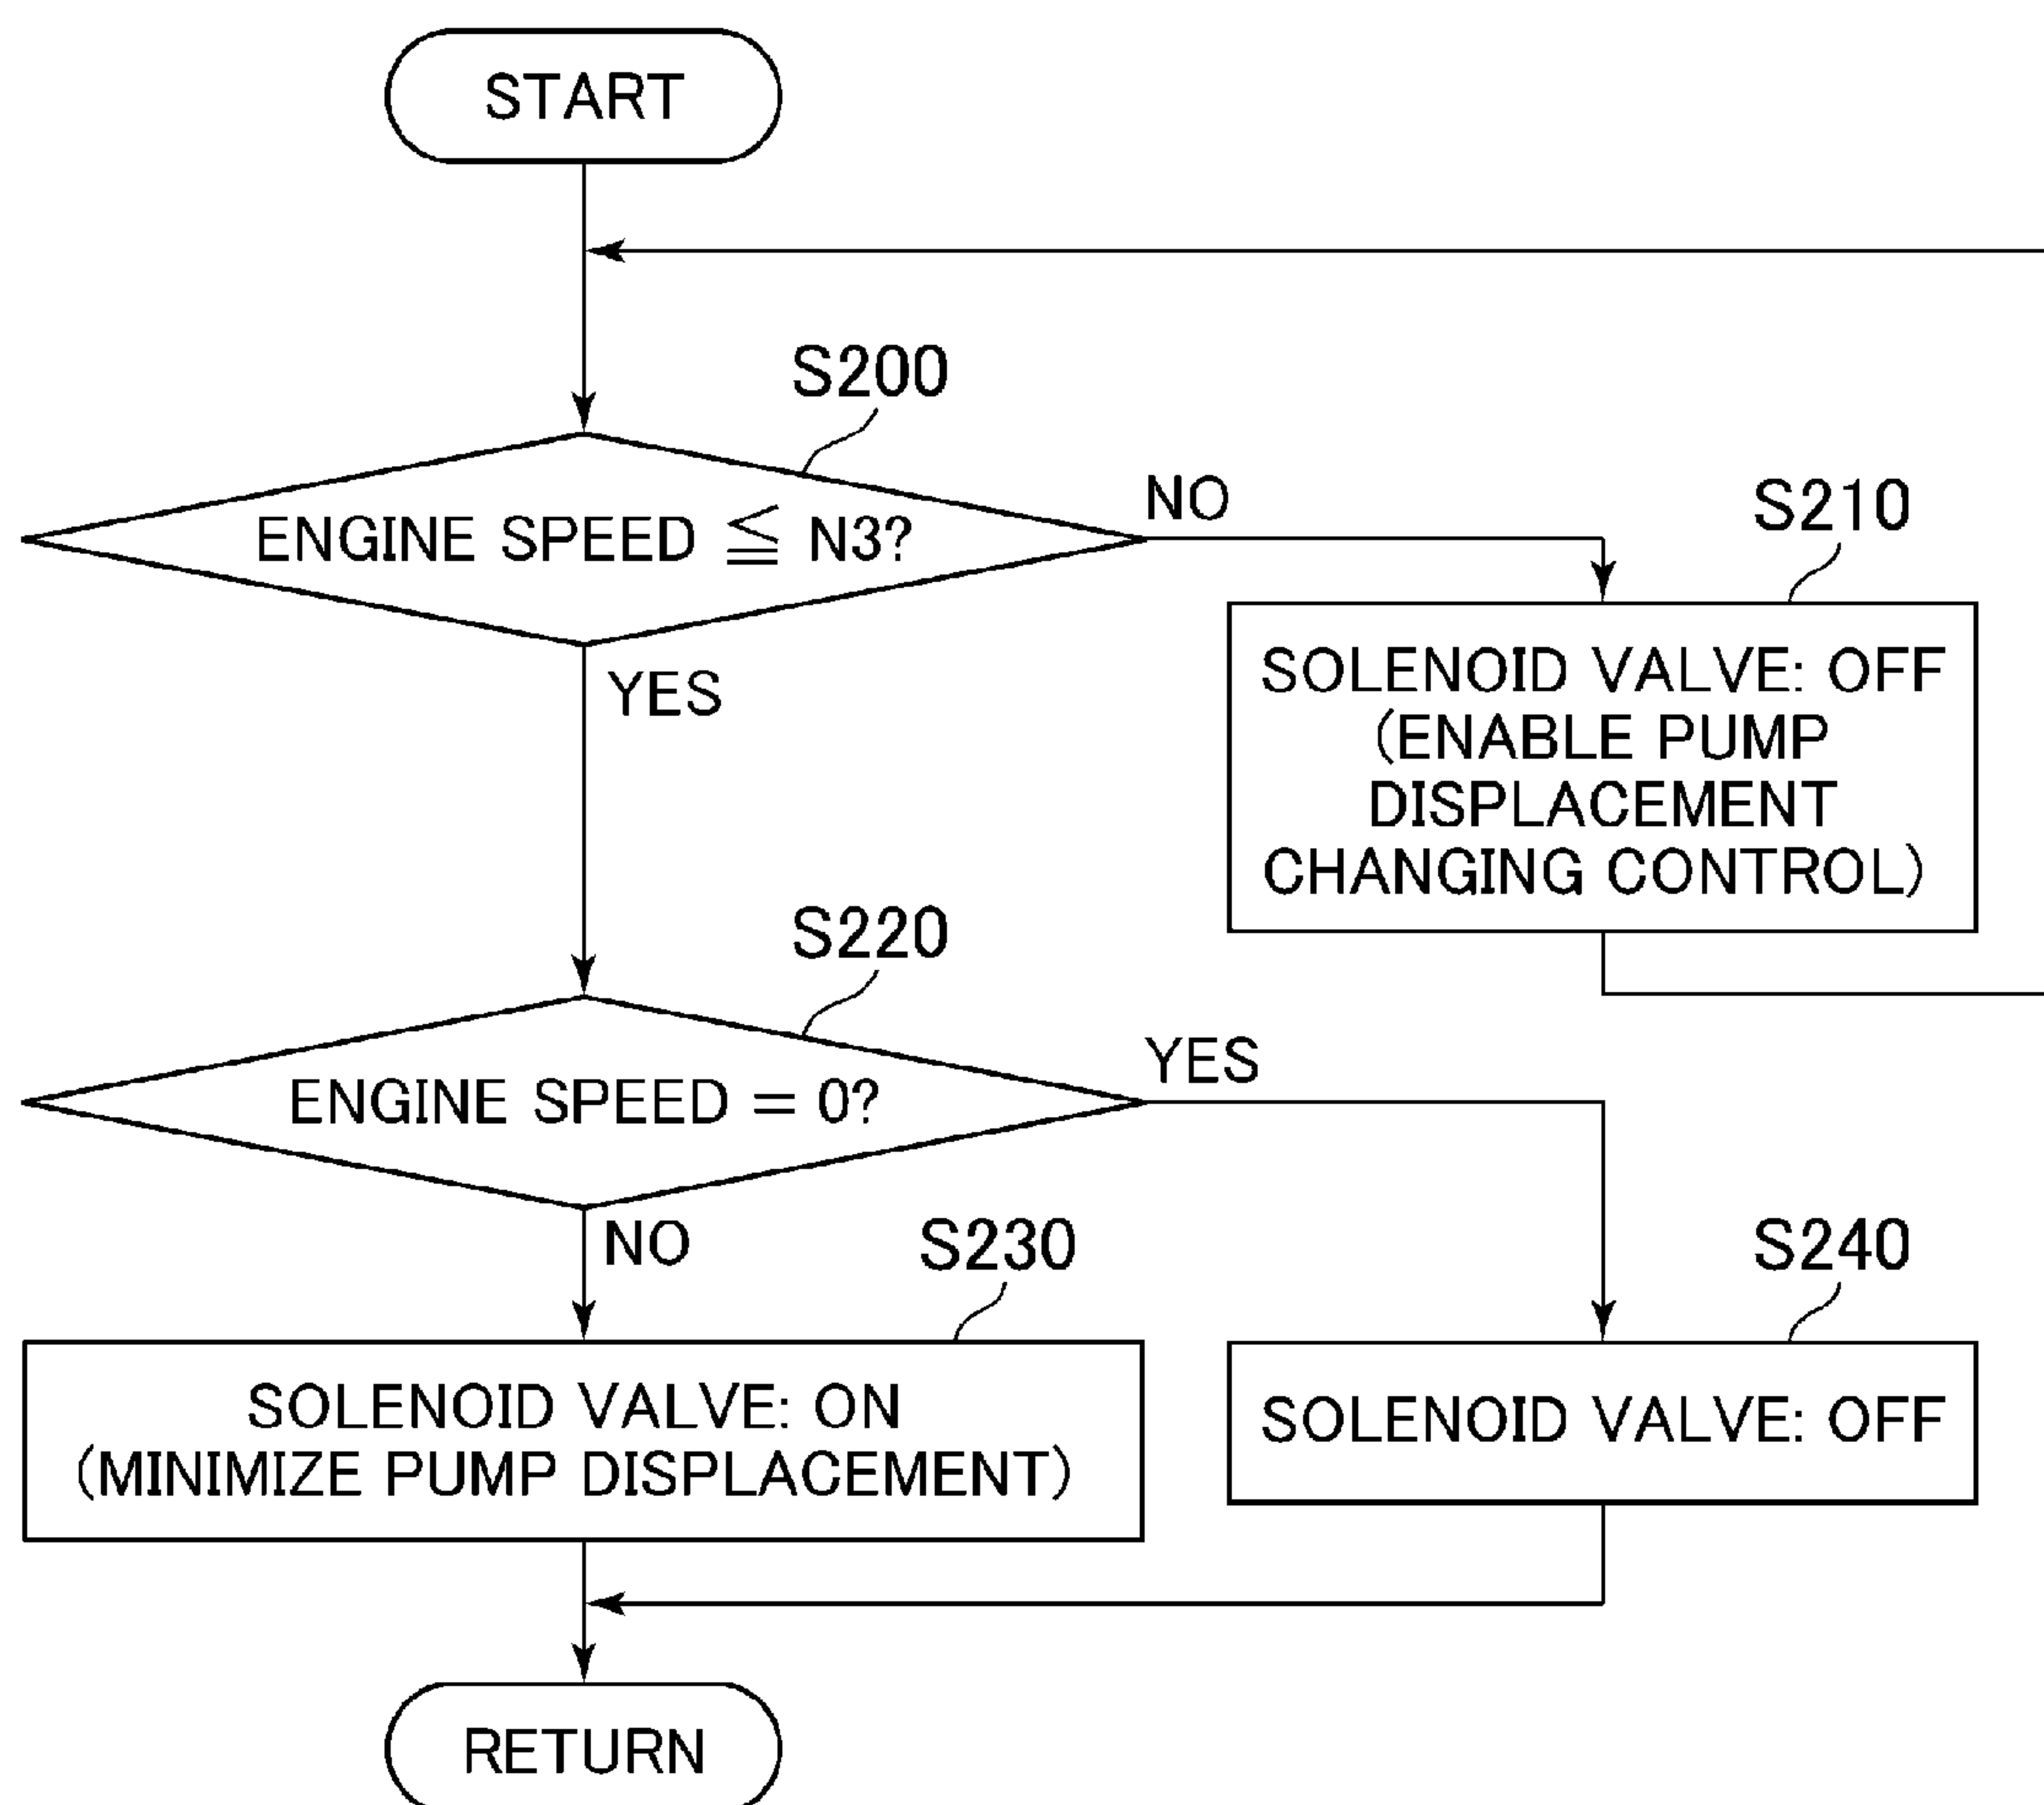 START
S200
ENGINE SPEED ≦ N3?
NO
YES
S210
SOLENOID VALVE: OFF
(ENABLE PUMP
DISPLACEMENT
CHANGING CONTROL)
S220
ENGINE SPEED = 0?
YES
NO
S230
SOLENOID VALVE: ON
(MINIMIZE PUMP DISPLACEMENT)
S240
SOLENOID VALVE: OFF
RETURN